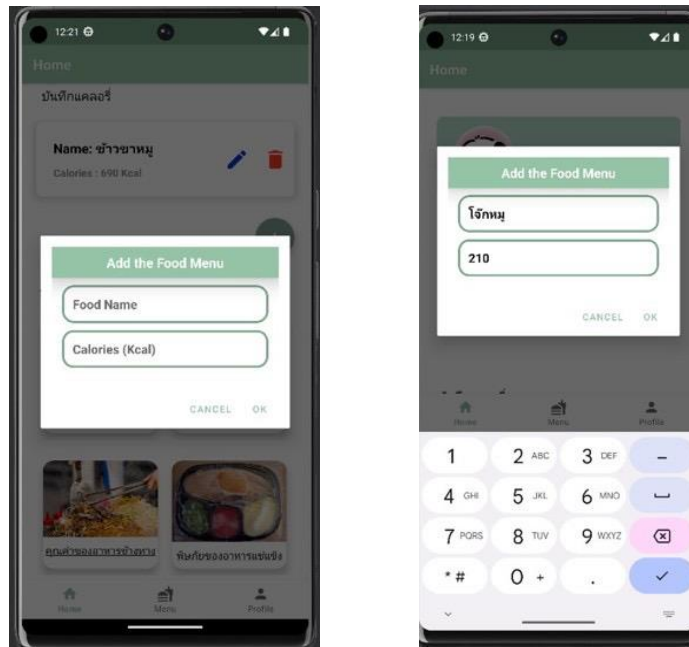 12:21
Home
บันทึกแคลอรี่
Name: ข้าวขาหมู
Calories : 690 Kcal
Add the Food Menu
Food Name
Calories (Kcal)
CANCEL OK
คุณค่าของอาหารข้างทาง
พิษภัยของอาหารแช่แข็ง
Home Menu Profile
12:19
Home
Add the Food Menu
โจ๊กหมู
210
CANCEL OK
Home Menu Profile
1 2 ABC 3 DEF –
4 GHI 5 JKL 6 MNO
7 PQRS 8 TUV 9 WXYZ
* # 0 + .